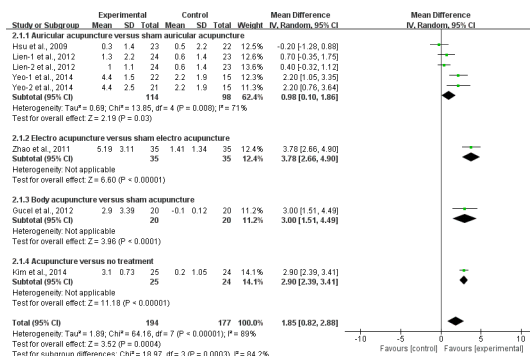 Experimental Control Mean Difference Mean Difference
Study or Subgroup Mean SD Total Mean SD Total Weight IV, Random, 95% CI IV, Random, 95% CI
2.1.1 Auricular acupuncture versus sham auricular acupuncture
Hsu et al., 2009 0.3 1.4 23 0.5 2.2 22 12.5% -0.20 [-1.28, 0.88]
Lien-1 et al., 2012 1.3 2.2 24 0.6 1.4 23 12.6% 0.70 [-0.35, 1.75]
Lien-2 et al., 2012 1 1.1 24 0.6 1.4 23 13.6% 0.40 [-0.32, 1.12]
Yeo-1 et al., 2014 4.4 1.5 22 2.2 1.9 15 12.2% 2.20 [1.05, 3.35]
Yeo-2 et al., 2014 4.4 2.5 21 2.2 1.9 15 11.4% 2.20 [0.76, 3.64]
Subtotal (95% CI) 114 98 62.4% 0.98 [0.10, 1.86]
Heterogeneity: Tau² = 0.69; Chi² = 13.85, df = 4 (P = 0.008); I² = 71%
Test for overall effect: Z = 2.19 (P = 0.03)
2.1.2 Electro acupuncture versus sham electro acupuncture
Zhao et al., 2011 5.19 3.11 35 1.41 1.34 35 12.4% 3.78 [2.66, 4.90]
Subtotal (95% CI) 35 35 12.4% 3.78 [2.66, 4.90]
Heterogeneity: Not applicable
Test for overall effect: Z = 6.60 (P < 0.00001)
2.1.3 Body acupuncture versus sham acupuncture
Gucel et al., 2012 2.9 3.39 20 -0.1 0.12 20 11.2% 3.00 [1.51, 4.49]
Subtotal (95% CI) 20 20 11.2% 3.00 [1.51, 4.49]
Heterogeneity: Not applicable
Test for overall effect: Z = 3.96 (P < 0.0001)
2.1.4 Acupuncture versus no treatment
Kim et al., 2014 3.1 0.73 25 0.2 1.05 24 14.1% 2.90 [2.39, 3.41]
Subtotal (95% CI) 25 24 14.1% 2.90 [2.39, 3.41]
Heterogeneity: Not applicable
Test for overall effect: Z = 11.18 (P < 0.00001)
Total (95% CI) 194 177 100.0% 1.85 [0.82, 2.88]
Heterogeneity: Tau² = 1.89; Chi² = 64.16, df = 7 (P < 0.00001); I² = 89%
Test for overall effect: Z = 3.52 (P = 0.0004)
Test for subgroup differences: Chi² = 18.97, df = 3 (P = 0.0003), I² = 84.2%
-10 -5 0 5 10
Favours [control] Favours [experimental]